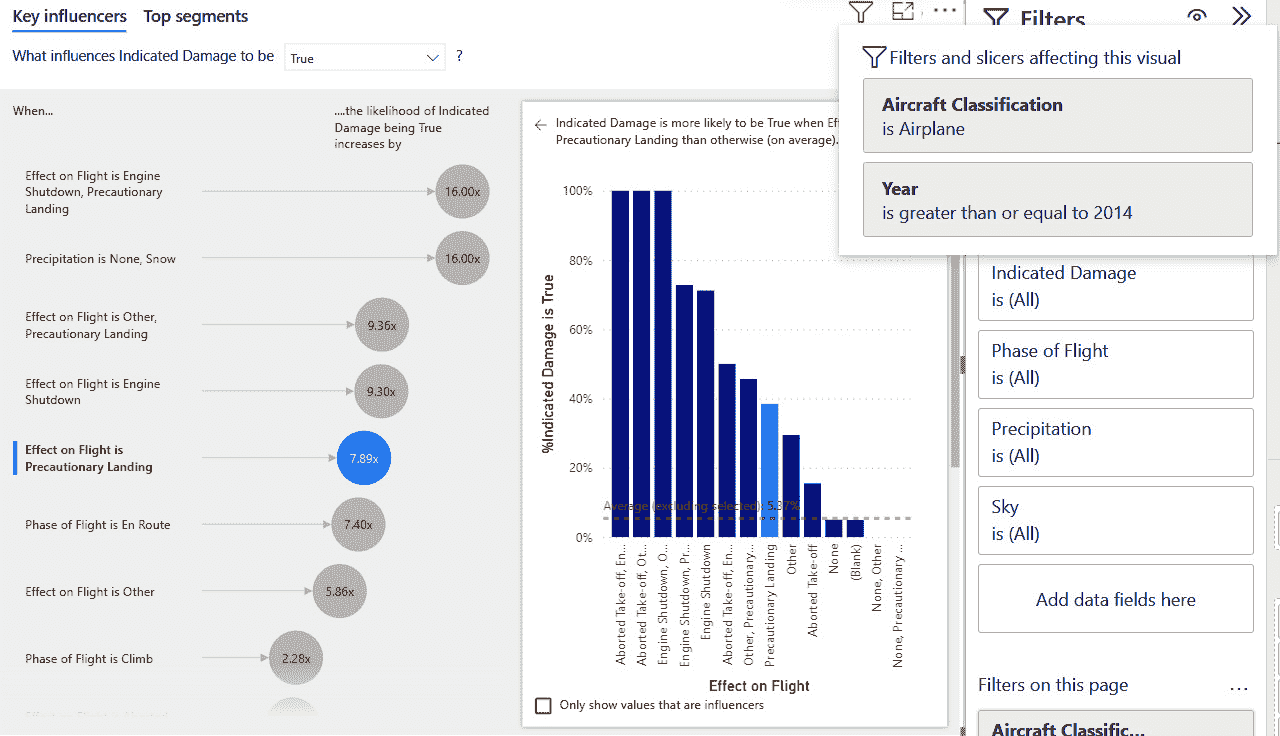 Key influencers
Top segments
What influences Indicated Damage to be
True
?
When...
....the likelihood of Indicated
Damage being True
increases by
Effect on Flight is Engine
Shutdown, Precautionary
Landing
16.00x
Precipitation is None, Snow
16.00x
Effect on Flight is Other,
Precautionary Landing
9.36x
Effect on Flight is Engine
Shutdown
9.30x
Effect on Flight is
Precautionary Landing
7.89x
Phase of Flight is En Route
7.40x
Effect on Flight is Other
5.86x
Phase of Flight is Climb
2.28x
Indicated Damage is more likely to be True when Ef
Precautionary Landing than otherwise (on average).
%Indicated Damage is True
100%
80%
60%
40%
20%
0%
Average (excluding selected): 5.37%
Aborted Take-off, En...
Aborted Take-off, Ot...
Engine Shutdown, O...
Engine Shutdown, Pr...
Engine Shutdown
Aborted Take-off, En...
Other, Precautionary...
Precautionary Landing
Other
Aborted Take-off
None
(Blank)
None, Other
None, Precautionary ...
Effect on Flight
Only show values that are influencers
Filters
Filters and slicers affecting this visual
Aircraft Classification
is Airplane
Year
is greater than or equal to 2014
Indicated Damage
is (All)
Phase of Flight
is (All)
Precipitation
is (All)
Sky
is (All)
Add data fields here
Filters on this page
...
Aircraft Classific...